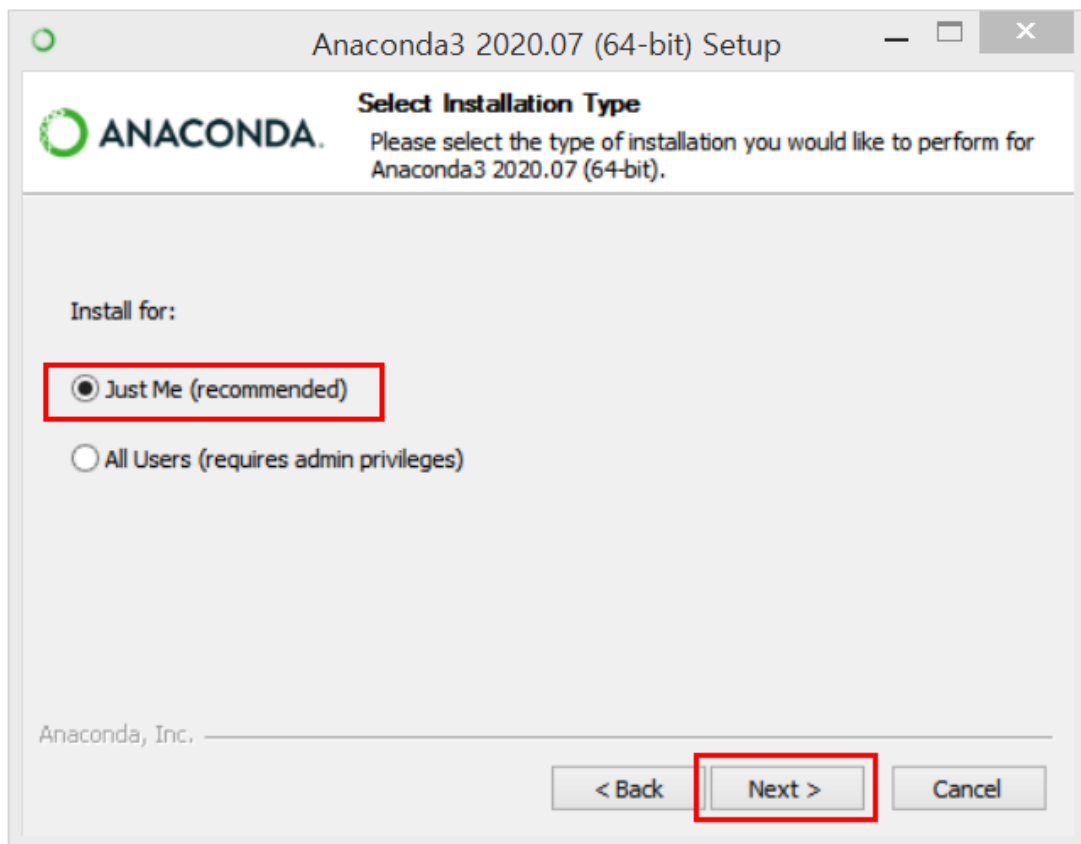 Anaconda3 2020.07 (64-bit) Setup
ANACONDA.
Select Installation Type
Please select the type of installation you would like to perform for
Anaconda3 2020.07 (64-bit).
Install for:
Just Me (recommended)
All Users (requires admin privileges)
Anaconda, Inc.
< Back
Next >
Cancel